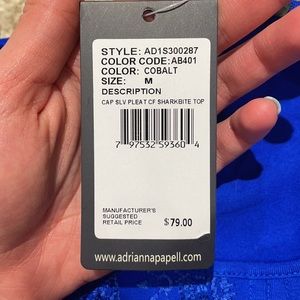 STYLE: AD1S300287
COLOR CODE:AB401
COLOR: COBALT
SIZE: M
DESCRIPTION
CAP SLV PLEAT CF SHARKBITE TOP
7 97532 59360 4
MANUFACTURER'S
SUGGESTED
RETAIL PRICE $79.00
www.adriannapapell.com